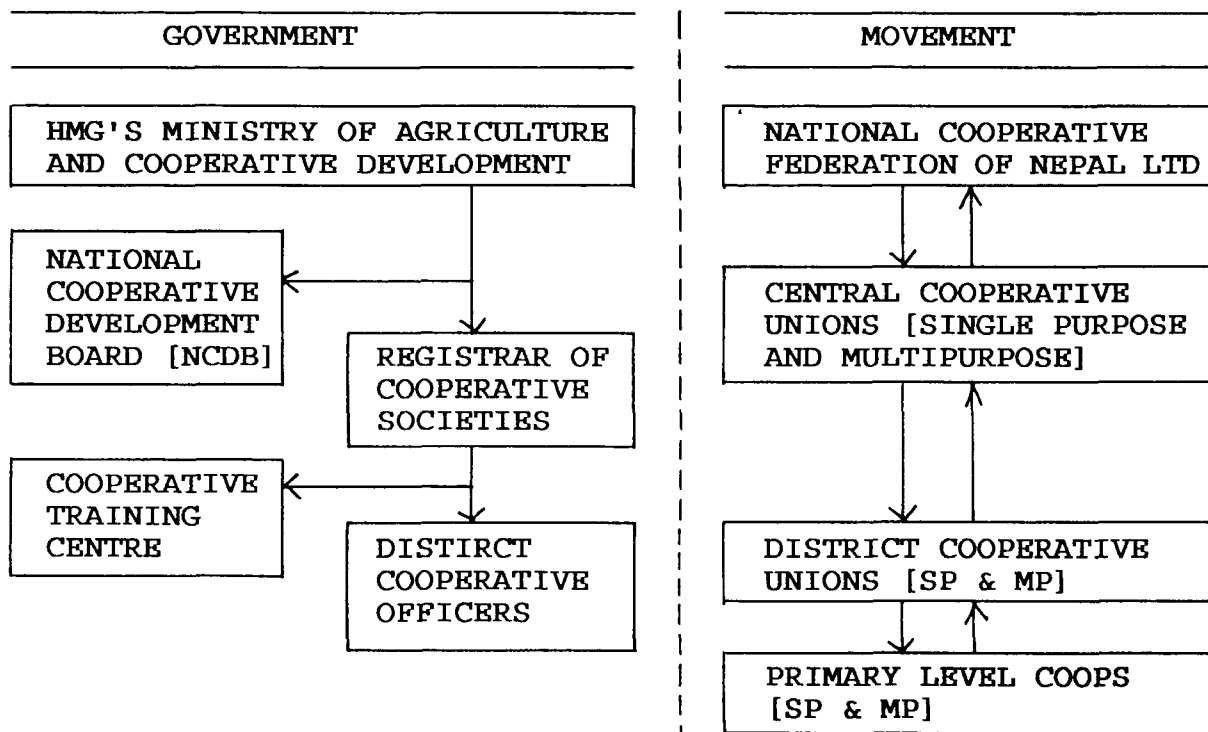 GOVERNMENT
HMG'S MINISTRY OF AGRICULTURE
AND COOPERATIVE DEVELOPMENT
NATIONAL
COOPERATIVE
DEVELOPMENT
BOARD [NCDB]
REGISTRAR OF
COOPERATIVE
SOCIETIES
COOPERATIVE
TRAINING
CENTRE
DISTIRCT
COOPERATIVE
OFFICERS
MOVEMENT
NATIONAL COOPERATIVE
FEDERATION OF NEPAL LTD
CENTRAL COOPERATIVE
UNIONS [SINGLE PURPOSE
AND MULTIPURPOSE]
DISTRICT COOPERATIVE
UNIONS [SP & MP]
PRIMARY LEVEL COOPS
[SP & MP]